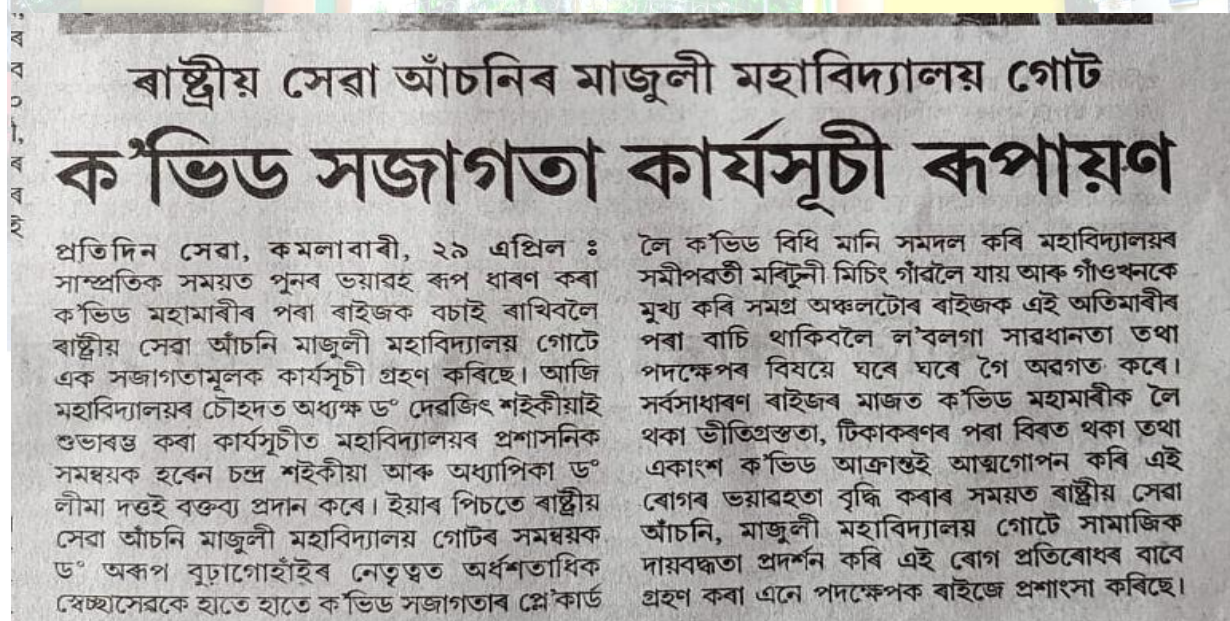 ৰাষ্ট্ৰীয় সেৱা আঁচনিৰ মাজুলী মহাবিদ্যালয় গোট
ক'ভিড সজাগতা কাৰ্যসূচী ৰূপায়ণ
প্ৰতিদিন সেৱা, কমলাবাৰী, ২৯ এপ্ৰিল ঃ
সাম্প্ৰতিক সময়ত পুনৰ ভয়াৱহ ৰূপ ধাৰণ কৰা
ক'ভিড মহামাৰীৰ পৰা ৰাইজক বচাই ৰাখিবলৈ
ৰাষ্ট্ৰীয় সেৱা আঁচনি মাজুলী মহাবিদ্যালয় গোটে
এক সজাগতামূলক কাৰ্যসূচী গ্ৰহণ কৰিছে। আজি
মহাবিদ্যালয়ৰ চৌহদত অধ্যক্ষ ড° দেৱজিৎ শইকীয়াই
শুভাৰম্ভ কৰা কাৰ্যসূচীত মহাবিদ্যালয়ৰ প্ৰশাসনিক
সমন্বয়ক হৰেন চন্দ্ৰ শইকীয়া আৰু অধ্যাপিকা ড°
লীমা দত্তই বক্তব্য প্ৰদান কৰে। ইয়াৰ পিচতে ৰাষ্ট্ৰীয়
সেৱা আঁচনি মাজুলী মহাবিদ্যালয় গোটৰ সমন্বয়ক
ড° অৰূপ বুঢ়াগোহাঁইৰ নেতৃত্বত অৰ্ধশতাধিক
স্বেচ্ছাসেৱকে হাতে হাতে ক'ভিড সজাগতাৰ প্লে'কাৰ্ড
লৈ ক'ভিড বিধি মানি সমদল কৰি মহাবিদ্যালয়ৰ
সমীপৱৰ্তী মৰিটুনী মিচিং গাঁৱলৈ যায় আৰু গাঁওখনকে
মুখ্য কৰি সমগ্ৰ অঞ্চলটোৰ ৰাইজক এই অতিমাৰীৰ
পৰা বাচি থাকিবলৈ ল'বলগা সাৱধানতা তথা
পদক্ষেপৰ বিষয়ে ঘৰে ঘৰে গৈ অৱগত কৰে।
সৰ্বসাধাৰণ ৰাইজৰ মাজত ক'ভিড মহামাৰীক লৈ
থকা ভীতিগ্ৰস্ততা, টিকাকৰণৰ পৰা বিৰত থকা তথা
একাংশ ক'ভিড আক্ৰান্তই আত্মগোপন কৰি এই
ৰোগৰ ভয়াৱহতা বৃদ্ধি কৰাৰ সময়ত ৰাষ্ট্ৰীয় সেৱা
আঁচনি, মাজুলী মহাবিদ্যালয় গোটে সামাজিক
দায়বদ্ধতা প্ৰদৰ্শন কৰি এই ৰোগ প্ৰতিৰোধৰ বাবে
গ্ৰহণ কৰা এনে পদক্ষেপক ৰাইজে প্ৰশংসা কৰিছে।